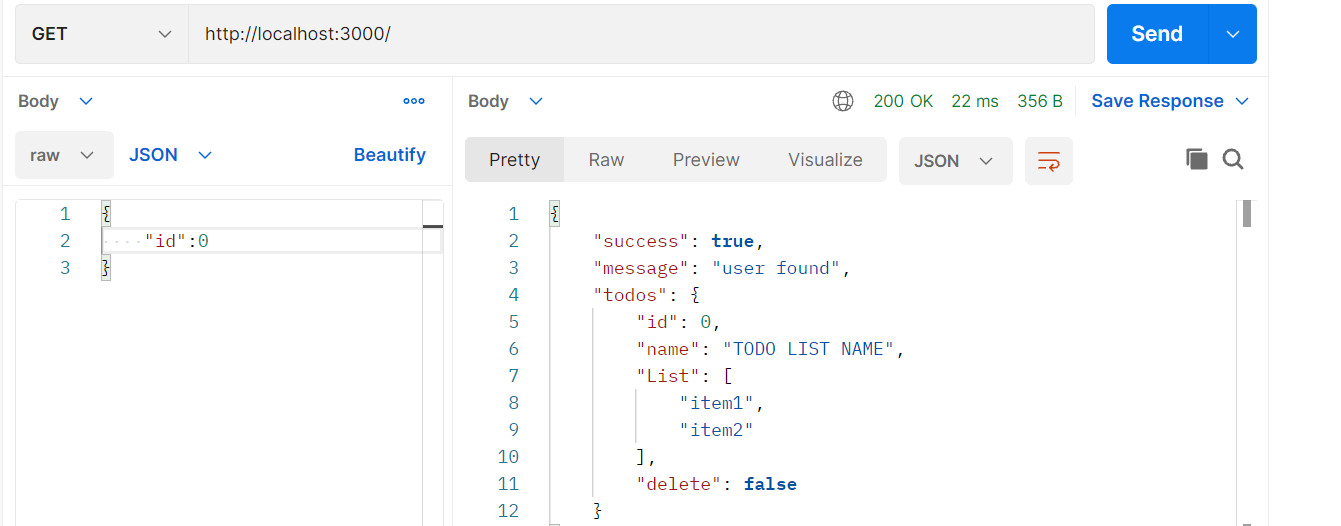 GET http://localhost:3000/ Send
Body ooo Body 200 OK 22 ms 356 B Save Response
raw JSON Beautify Pretty Raw Preview Visualize JSON
1 {
2 "id":0
3 }
1 {
2 "success": true,
3 "message": "user found",
4 "todos": {
5 "id": 0,
6 "name": "TODO LIST NAME",
7 "List": [
8 "item1",
9 "item2"
10 ],
11 "delete": false
12 }